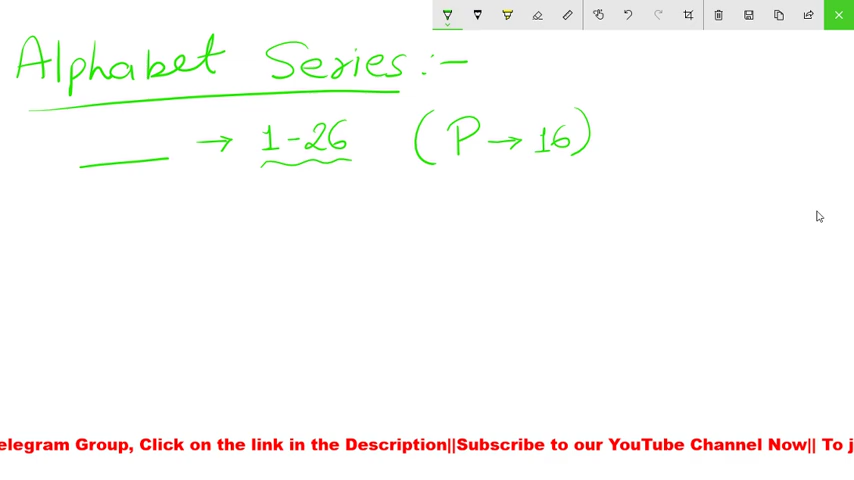 Alphabet Series :-
____ → 1-26 (P → 16)
elegram Group, Click on the link in the Description||Subscribe to our YouTube Channel Now|| To j